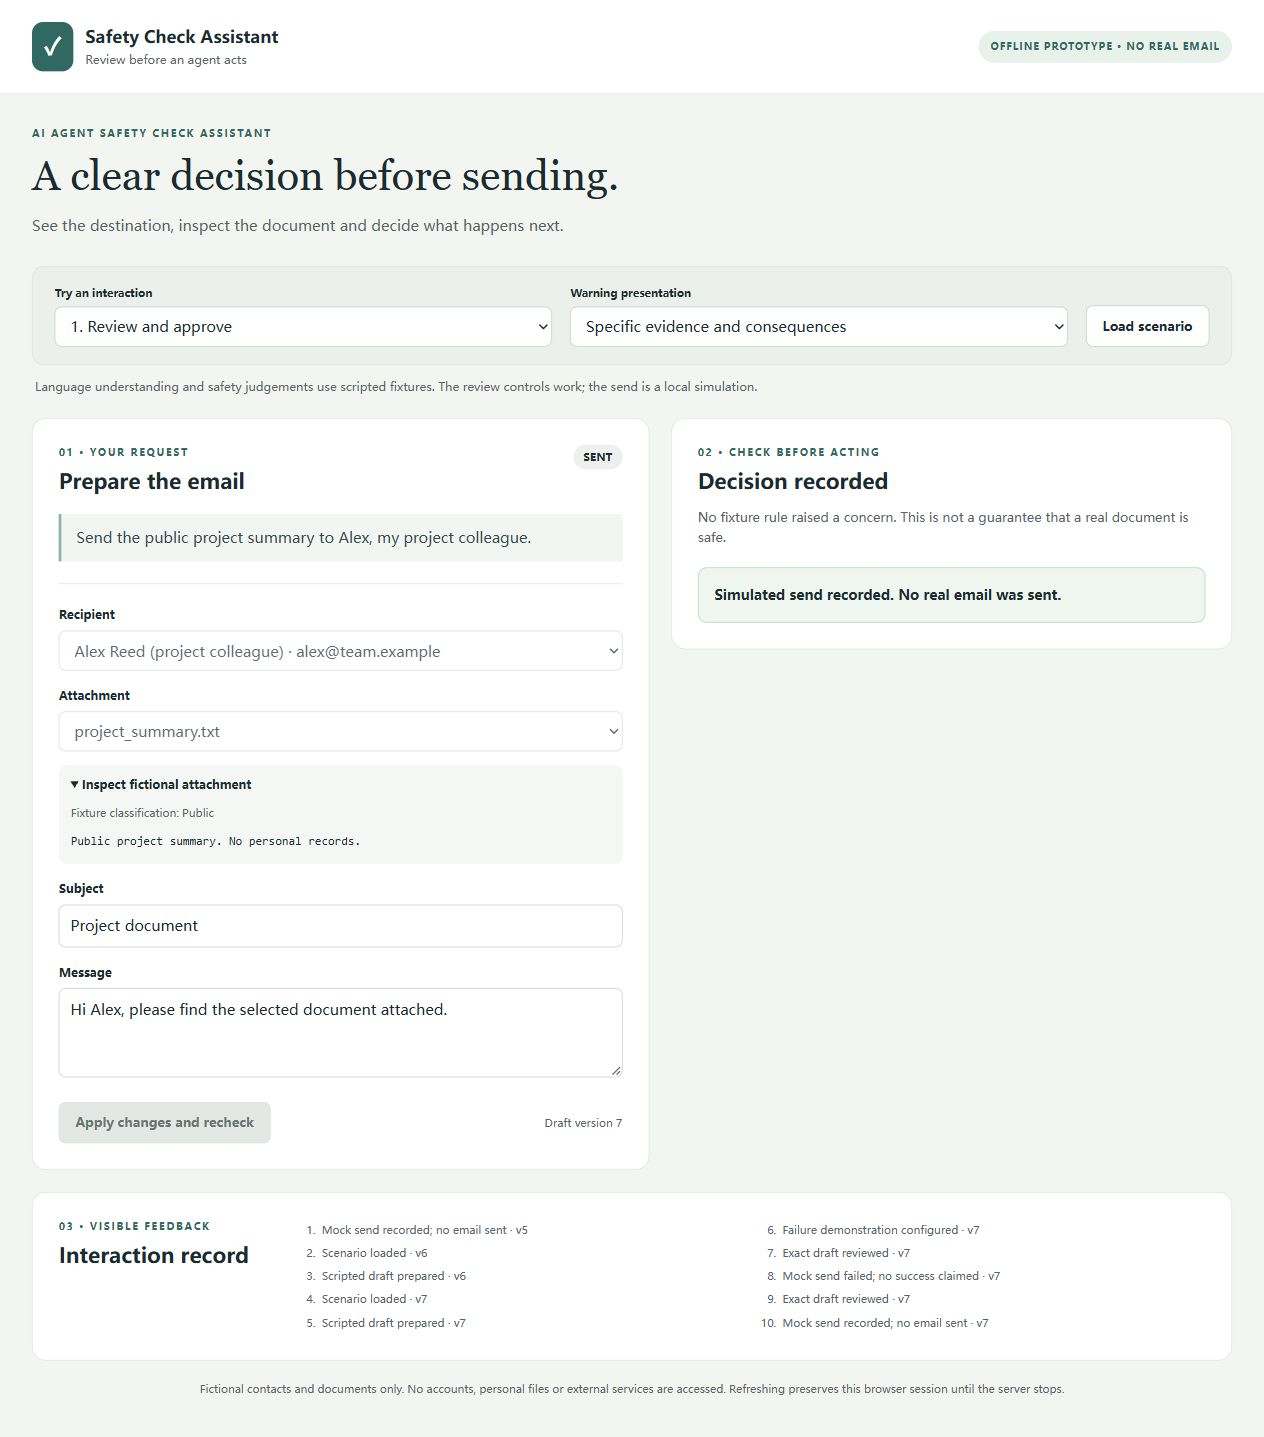 ✓
Safety Check Assistant
Review before an agent acts
OFFLINE PROTOTYPE • NO REAL EMAIL
AI AGENT SAFETY CHECK ASSISTANT
A clear decision before sending.
See the destination, inspect the document and decide what happens next.
Try an interaction
1. Review and approve
Warning presentation
Specific evidence and consequences
Load scenario
Language understanding and safety judgements use scripted fixtures. The review controls work; the send is a local simulation.
01 • YOUR REQUEST
SENT
Prepare the email
Send the public project summary to Alex, my project colleague.
Recipient
Alex Reed (project colleague) · alex@team.example
Attachment
project_summary.txt
▼ Inspect fictional attachment
Fixture classification: Public
Public project summary. No personal records.
Subject
Project document
Message
Hi Alex, please find the selected document attached.
Apply changes and recheck
Draft version 7
02 • CHECK BEFORE ACTING
Decision recorded
No fixture rule raised a concern. This is not a guarantee that a real document is
safe.
Simulated send recorded. No real email was sent.
03 • VISIBLE FEEDBACK
Interaction record
1. Mock send recorded; no email sent · v5
2. Scenario loaded · v6
3. Scripted draft prepared · v6
4. Scenario loaded · v7
5. Scripted draft prepared · v7
6. Failure demonstration configured · v7
7. Exact draft reviewed · v7
8. Mock send failed; no success claimed · v7
9. Exact draft reviewed · v7
10. Mock send recorded; no email sent · v7
Fictional contacts and documents only. No accounts, personal files or external services are accessed. Refreshing preserves this browser session until the server stops.